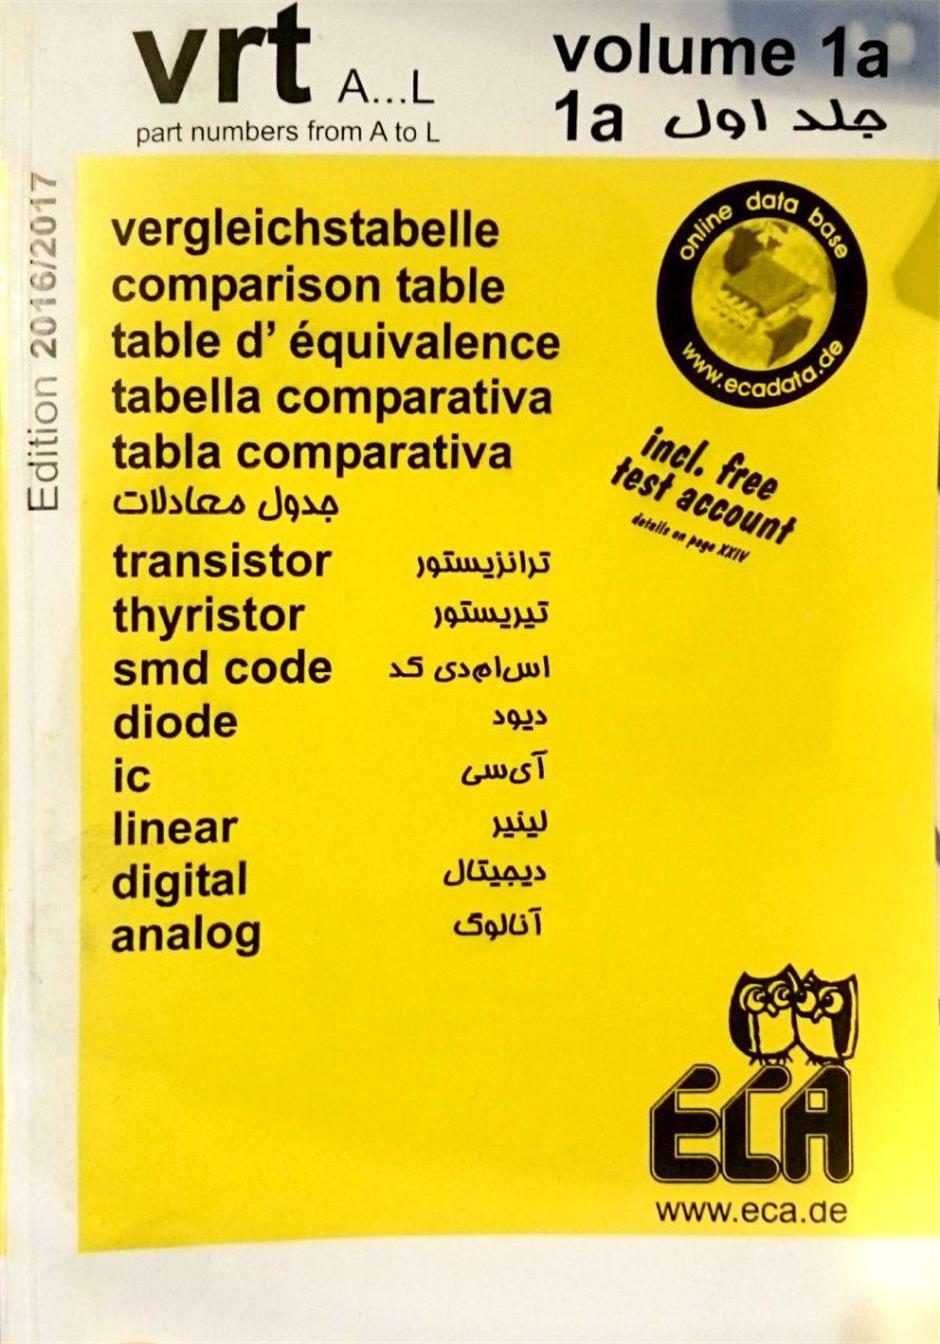 vrt A...L
part numbers from A to L
volume 1a
جلد اول 1a
Edition 2016/2017
vergleichstabelle
comparison table
table d' équivalence
tabella comparativa
tabla comparativa
جدول معادلات
transistor ترانزیستور
thyristor تیریستور
smd code اس‌ام‌دی کد
diode دیود
ic آی‌سی
linear لینیر
digital دیجیتال
analog آنالوگ
online data base
www.ecadata.de
incl. free
test account
details on page XXIV
ECA
www.eca.de